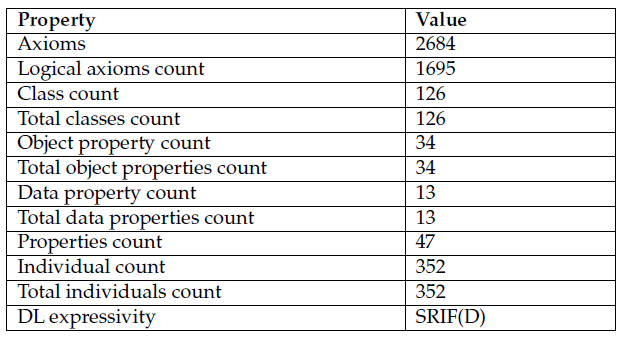 Property Value
Axioms 2684
Logical axioms count 1695
Class count 126
Total classes count 126
Object property count 34
Total object properties count 34
Data property count 13
Total data properties count 13
Properties count 47
Individual count 352
Total individuals count 352
DL expressivity SRIF(D)